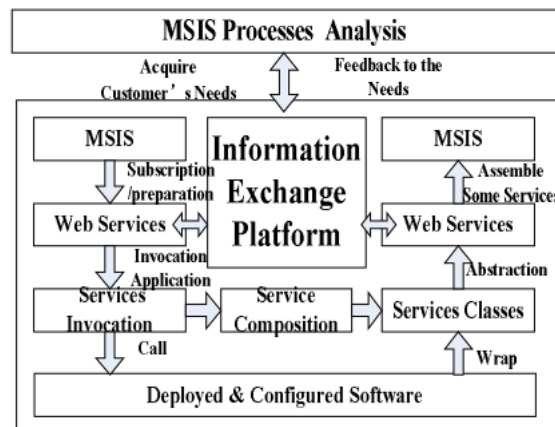 MSIS Processes Analysis
Acquire
Customer's Needs
Feedback to the
Needs
MSIS
Information
Exchange
Platform
MSIS
Subscription
/preparation
Assemble
Some Services
Web Services
Web Services
Invocation
Application
Abstraction
Services
Invocation
Service
Composition
Services Classes
Call
Wrap
Deployed & Configured Software